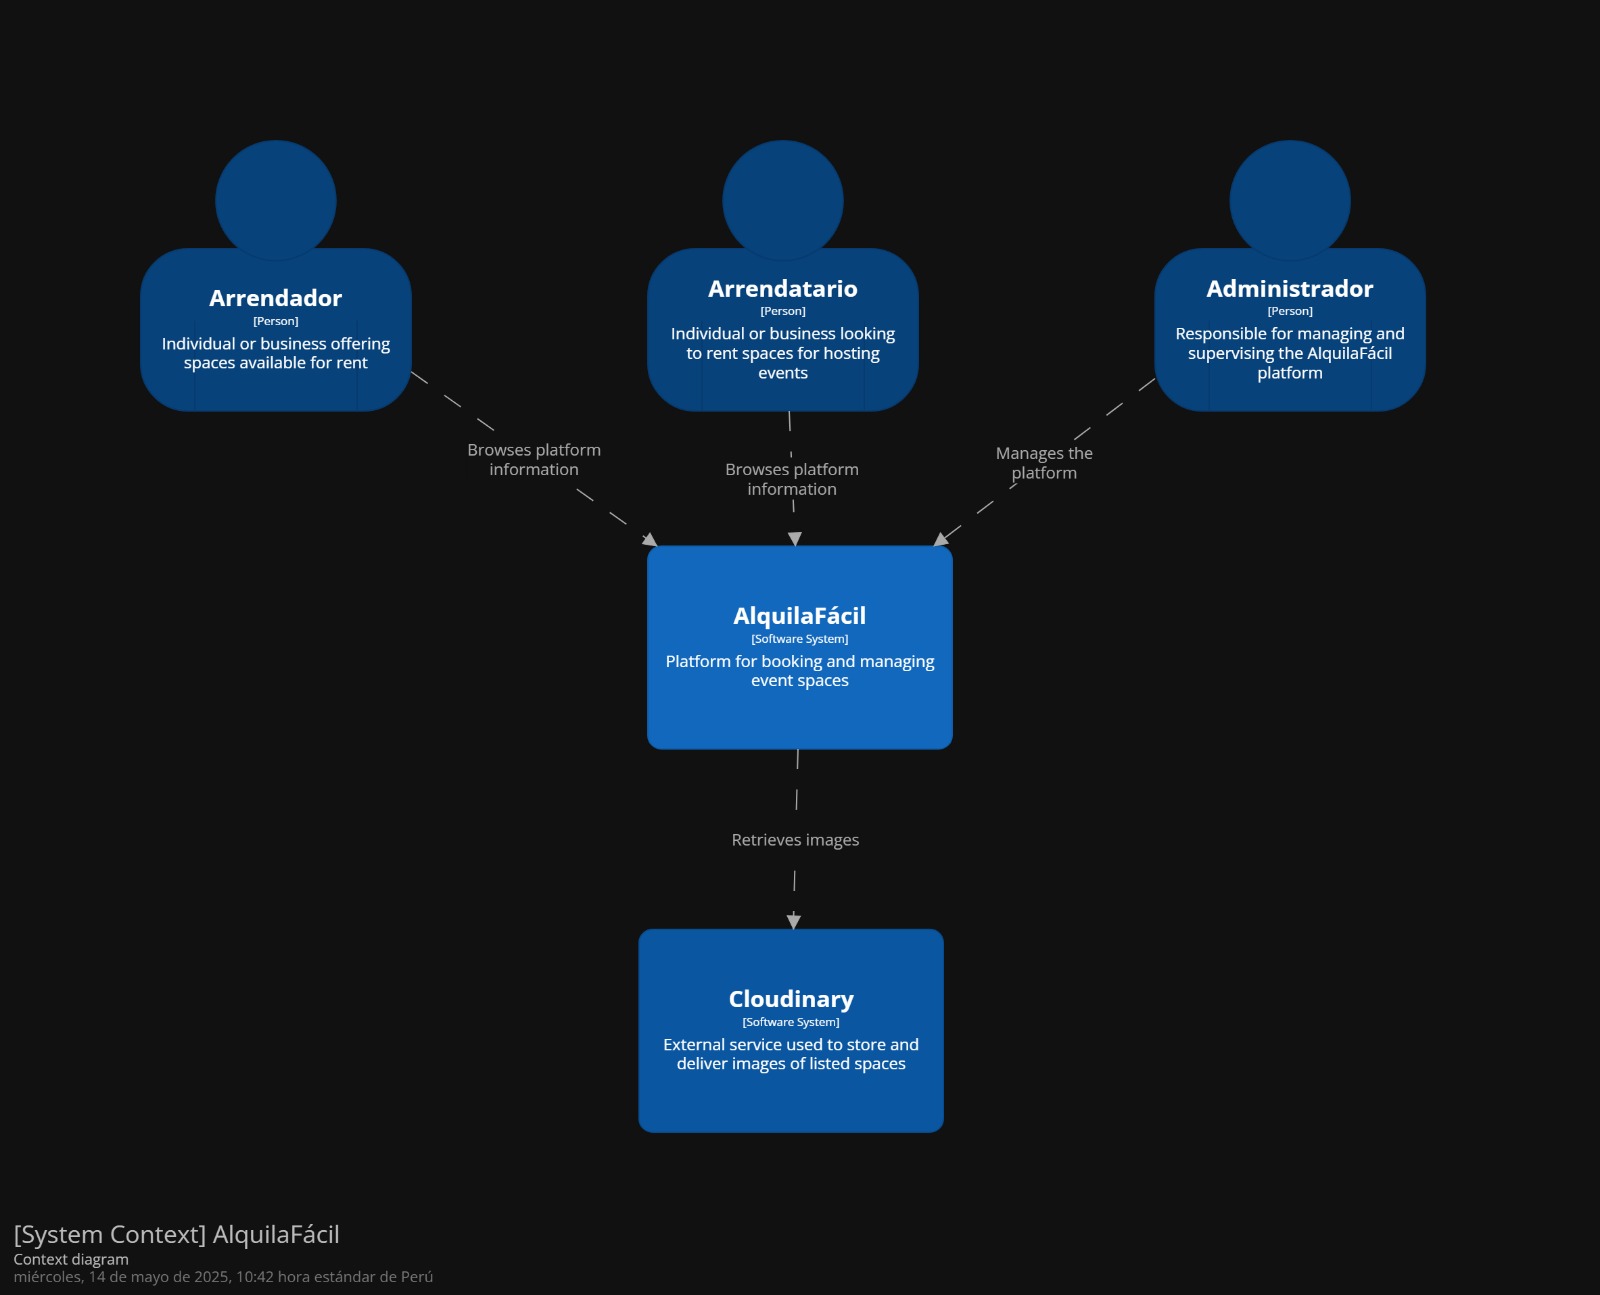 Arrendador
[Person]
Individual or business offering
spaces available for rent
Arrendatario
[Person]
Individual or business looking
to rent spaces for hosting
events
Administrador
[Person]
Responsible for managing and
supervising the AlquilaFácil
platform
Browses platform
information
Browses platform
information
Manages the
platform
AlquilaFácil
[Software System]
Platform for booking and managing
event spaces
Retrieves images
Cloudinary
[Software System]
External service used to store and
deliver images of listed spaces
[System Context] AlquilaFácil
Context diagram
miércoles, 14 de mayo de 2025, 10:42 hora estándar de Perú